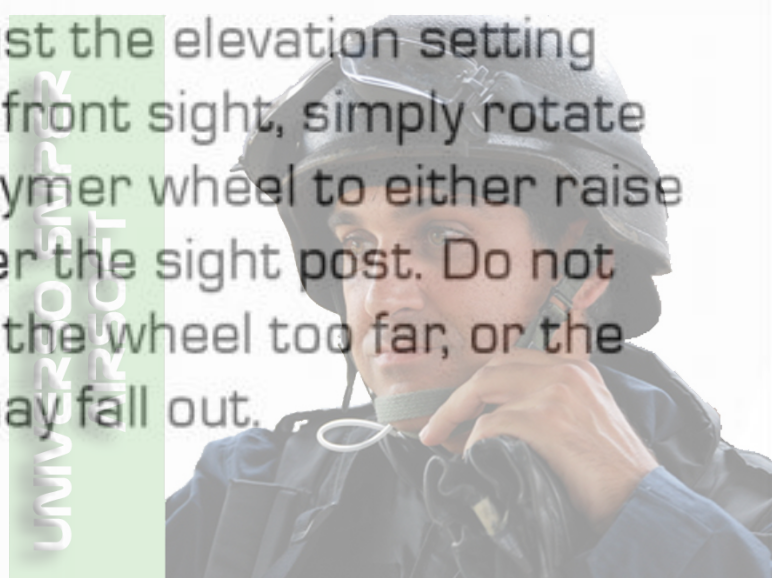 st the elevation setting
front sight, simply rotate
ymer wheel to either raise
er the sight post. Do not
the wheel too far, or the
ay fall out.
UNIVERSO SNIPER
AIRSOFT